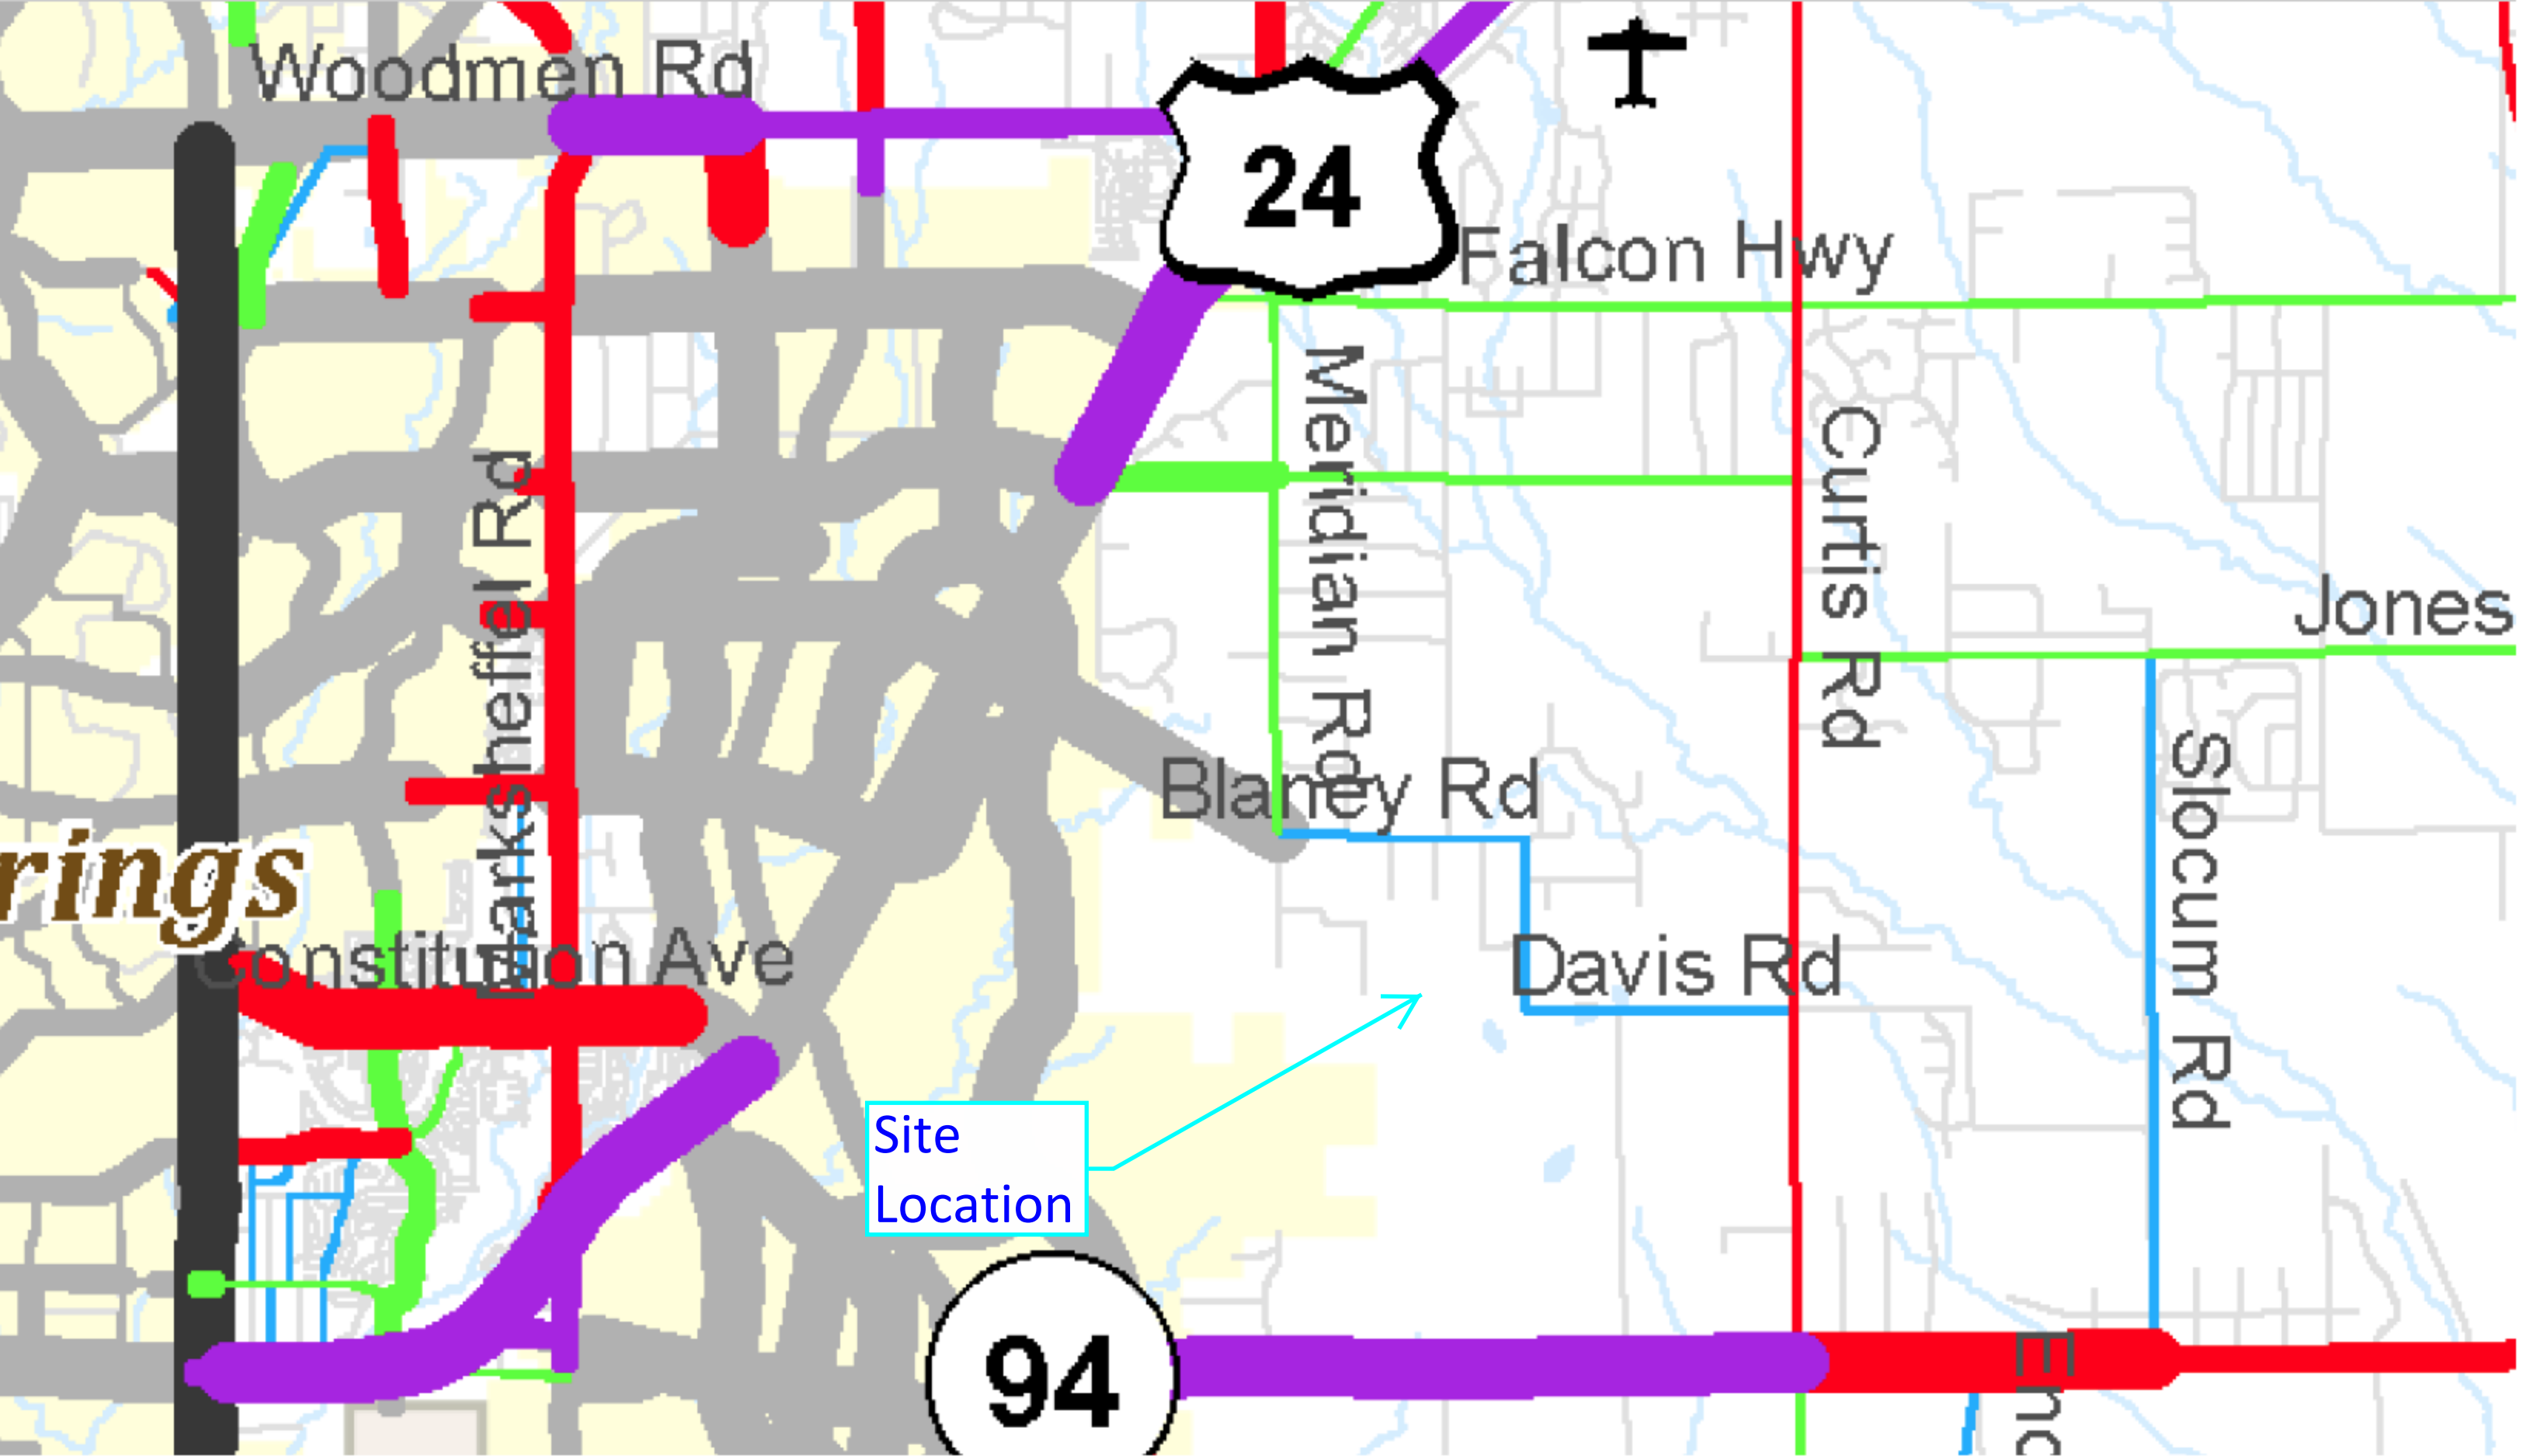 Woodmen Rd
24
Falcon Hwy
Meridian Rd
Curtis Rd
Marksheffel Rd
Jones
Blaney Rd
Slocum Rd
rings
Constitution Ave
Davis Rd
Site
Location
94
En